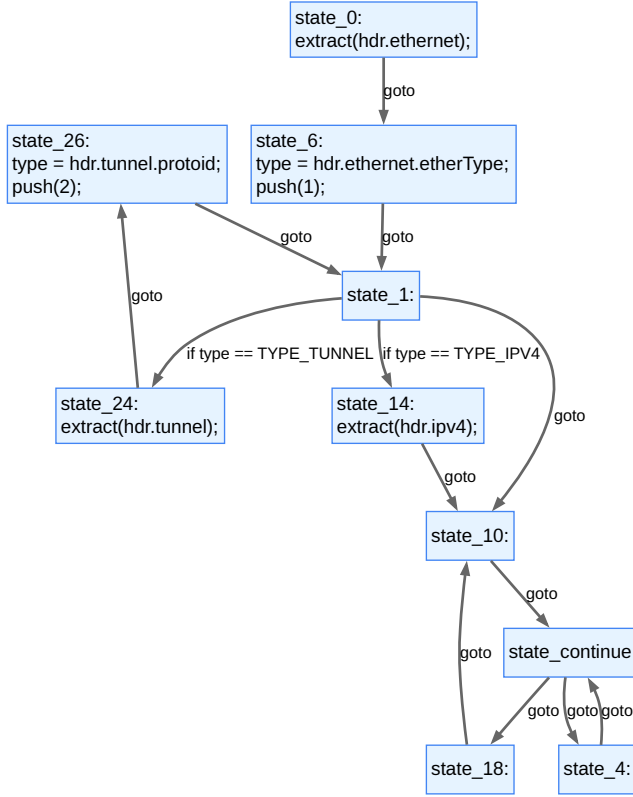 state_0:
extract(hdr.ethernet);
goto
state_26:
type = hdr.tunnel.protoid;
push(2);
state_6:
type = hdr.ethernet.etherType;
push(1);
goto
goto
state_1:
goto
if type == TYPE_TUNNEL
if type == TYPE_IPV4
state_24:
extract(hdr.tunnel);
state_14:
extract(hdr.ipv4);
goto
goto
state_10:
goto
state_continue
goto
goto
goto
goto
state_18:
state_4: